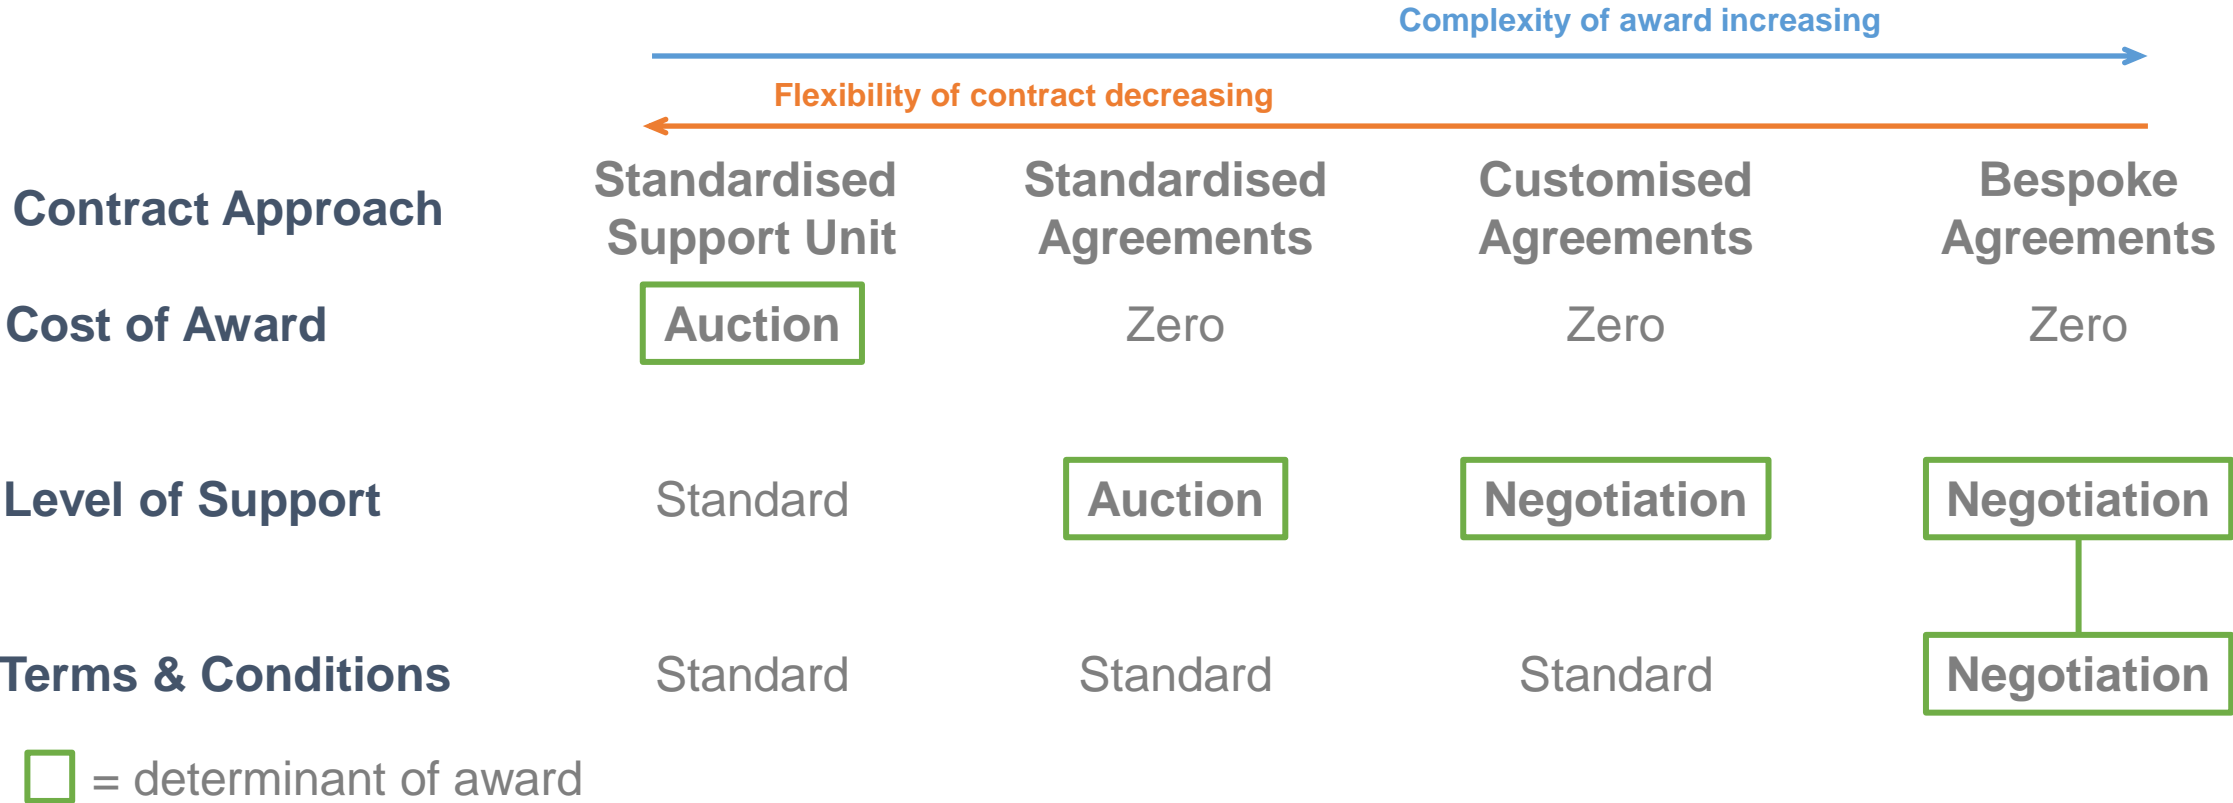 Complexity of award increasing
Flexibility of contract decreasing
Contract Approach
Standardised
Support Unit
Standardised
Agreements
Customised
Agreements
Bespoke
Agreements
Cost of Award
Auction
Zero
Zero
Zero
Level of Support
Standard
Auction
Negotiation
Negotiation
Terms & Conditions
Standard
Standard
Standard
Negotiation
= determinant of award